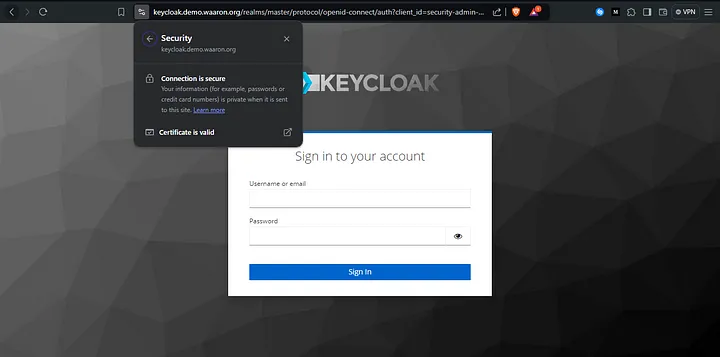 keycloak.demo.waaron.org/realms/master/protocol/openid-connect/auth?client_id=security-admin-...
VPN
Security
keycloak.demo.waaron.org
Connection is secure
Your information (for example, passwords or
credit card numbers) is private when it is sent
to this site. Learn more
Certificate is valid
KEYCLOAK
Sign in to your account
Username or email
Password
Sign In